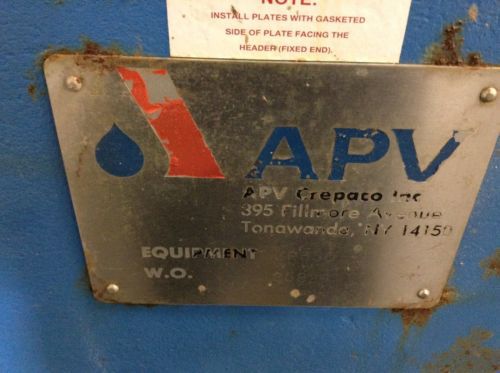 NOTE:
INSTALL PLATES WITH GASKETED
SIDE OF PLATE FACING THE
HEADER (FIXED END).
APV
APV Crepaco Inc
395 Fillmore Avenue
Tonawanda, NY 14150
EQUIPMENT
W.O.